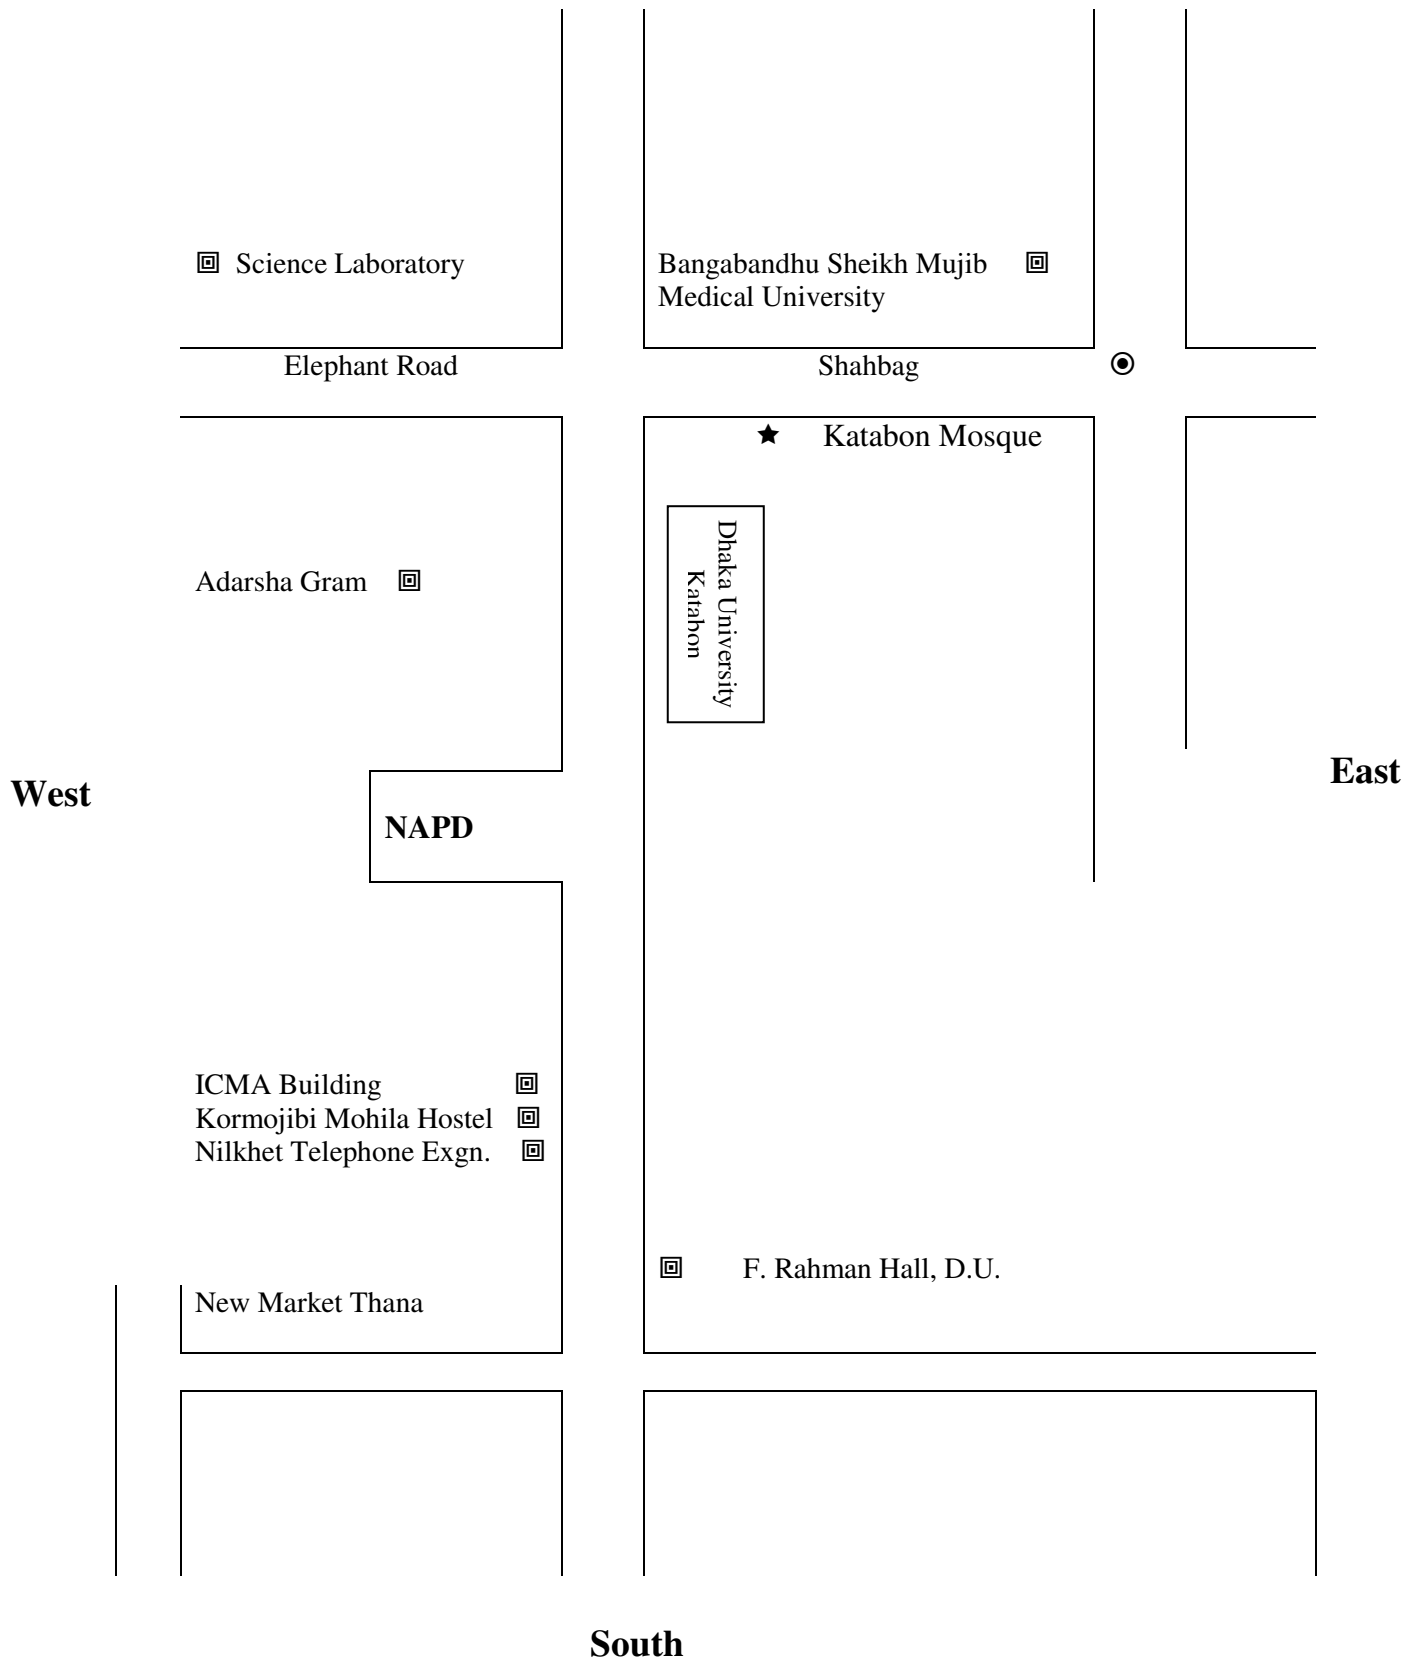 Science Laboratory
Bangabandhu Sheikh Mujib
Medical University
Elephant Road
Shahbag
Katabon Mosque
Dhaka University
Katabon
Adarsha Gram
West
East
NAPD
ICMA Building
Kormojibi Mohila Hostel
Nilkhet Telephone Exgn.
F. Rahman Hall, D.U.
New Market Thana
South